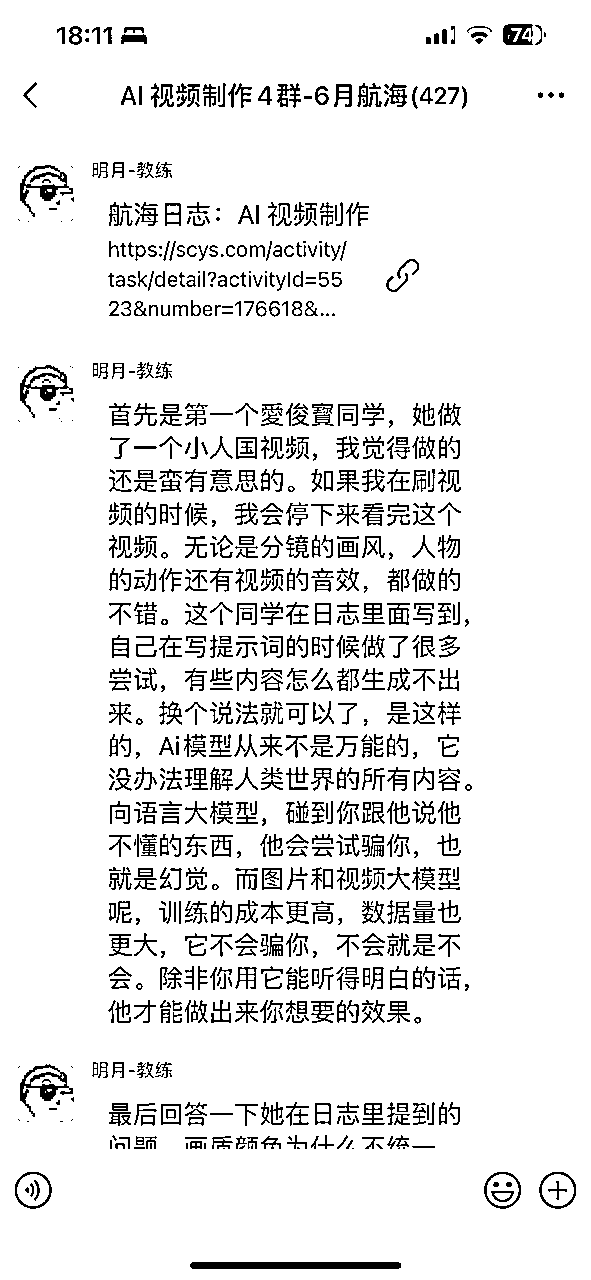 18:11
74
AI 视频制作4群-6月航海(427)
明月-教练
航海日志：AI 视频制作
https://scys.com/activity/
task/detail?activityId=55
23&number=176618&...
明月-教练
首先是第一个愛俊寳同学，她做
了一个小人国视频，我觉得做的
还是蛮有意思的。如果我在刷视
频的时候，我会停下来看完这个
视频。无论是分镜的画风，人物
的动作还有视频的音效，都做的
不错。这个同学在日志里面写到，
自己在写提示词的时候做了很多
尝试，有些内容怎么都生成不出
来。换个说法就可以了，是这样
的，Ai模型从来不是万能的，它
没办法理解人类世界的所有内容。
向语言大模型，碰到你跟他说他
不懂的东西，他会尝试骗你，也
就是幻觉。而图片和视频大模型
呢，训练的成本更高，数据量也
更大，它不会骗你，不会就是不
会。除非你用它能听得明白的话，
他才能做出来你想要的效果。
明月-教练
最后回答一下她在日志里提到的
问题，画质颜色为什么不统一